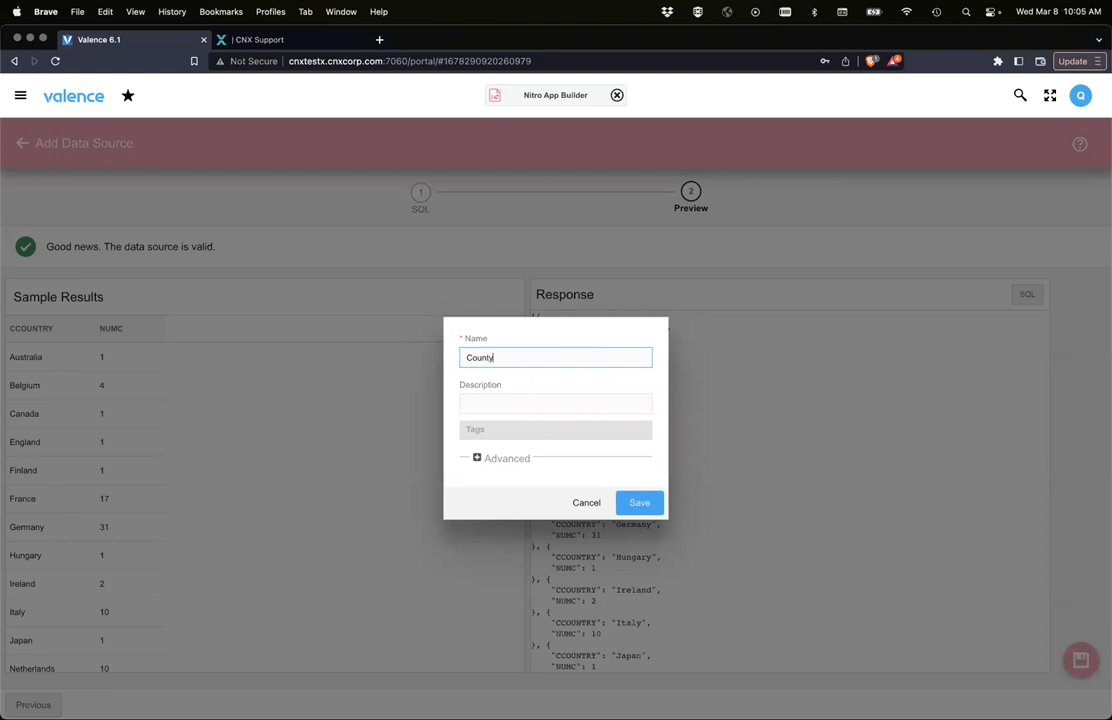 Brave File Edit View History Bookmarks Profiles Tab Window Help Wed Mar 8 10:05 AM
Valence 6.1 | CNX Support
Not Secure cnxtestx.cnxcorp.com:7060/portal/#1678290920260979 Update
valence Nitro App Builder Q
Add Data Source
1 2
SQL Preview
Good news. The data source is valid.
Sample Results
CCOUNTRY NUMC
Australia 1
Belgium 4
Canada 1
England 1
Finland 1
France 17
Germany 31
Hungary 1
Ireland 2
Italy 10
Japan 1
Netherlands 10
Response SQL
* Name
County
Description
Tags
Advanced
Cancel Save
"CCOUNTRY": "Germany",
"NUMC": 31
}, {
"CCOUNTRY": "Hungary",
"NUMC": 1
}, {
"CCOUNTRY": "Ireland",
"NUMC": 2
}, {
"CCOUNTRY": "Italy",
"NUMC": 10
}, {
"CCOUNTRY": "Japan",
"NUMC": 1
Previous